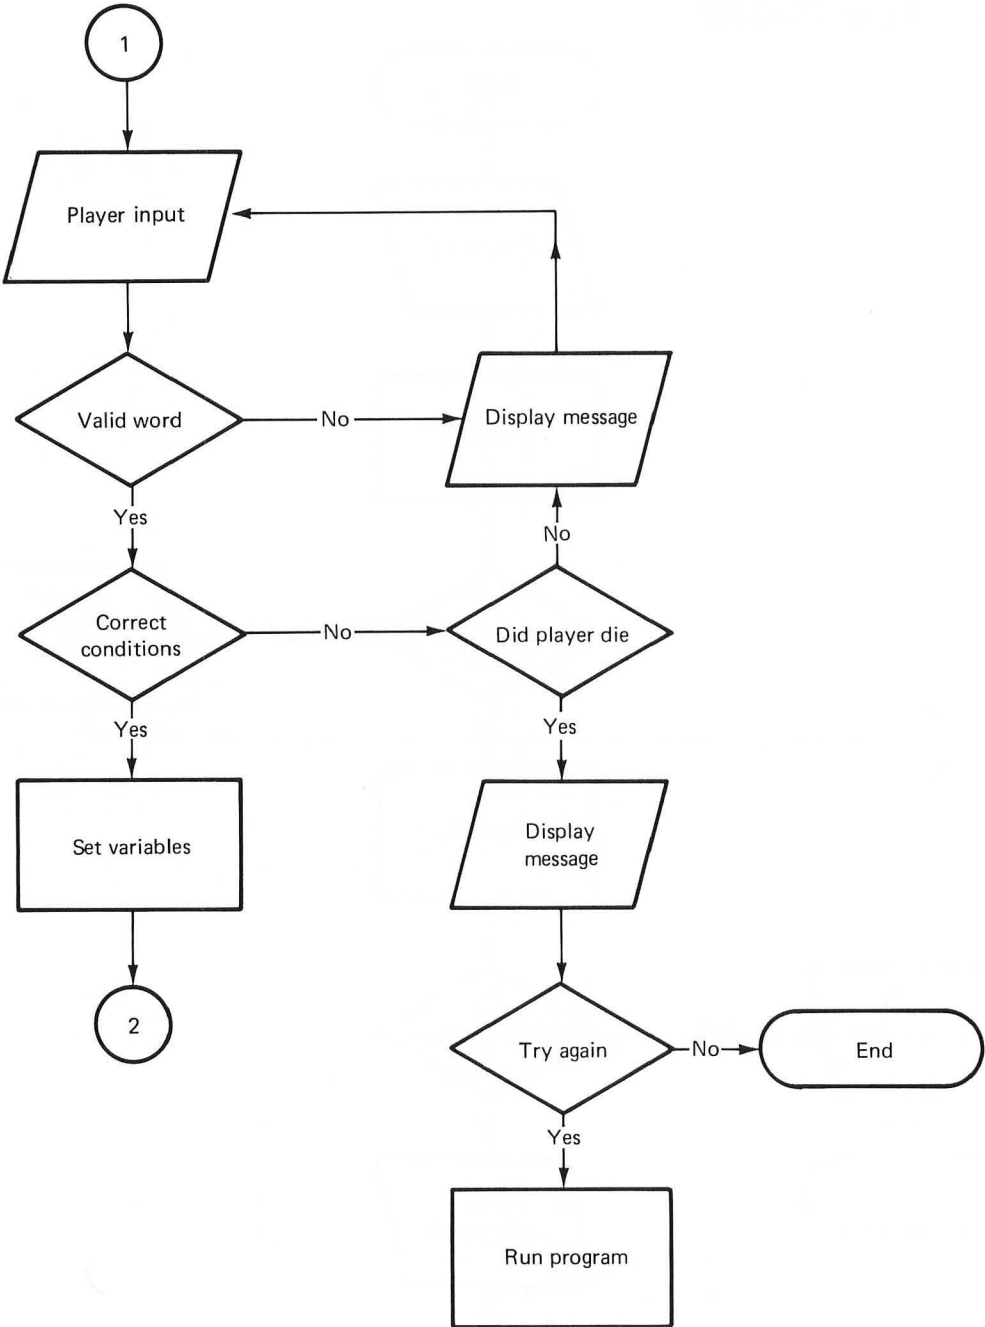 1
Player input
Valid word
No
Display message
Yes
No
Correct
conditions
No
Did player die
Yes
Yes
Set variables
Display
message
2
Try again
No
End
Yes
Run program